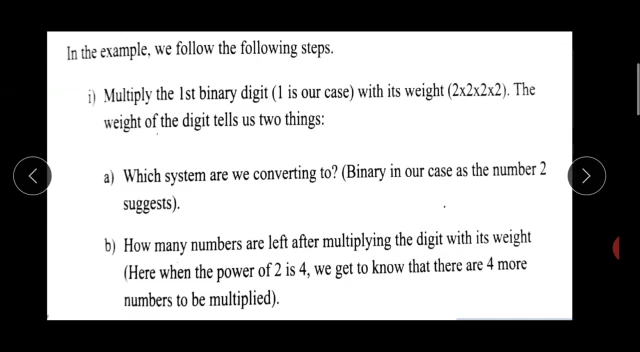 In the example, we follow the following steps.
i) Multiply the 1st binary digit (1 is our case) with its weight (2x2x2x2). The
weight of the digit tells us two things:
a) Which system are we converting to? (Binary in our case as the number 2
suggests).
b) How many numbers are left after multiplying the digit with its weight
(Here when the power of 2 is 4, we get to know that there are 4 more
numbers to be multiplied).